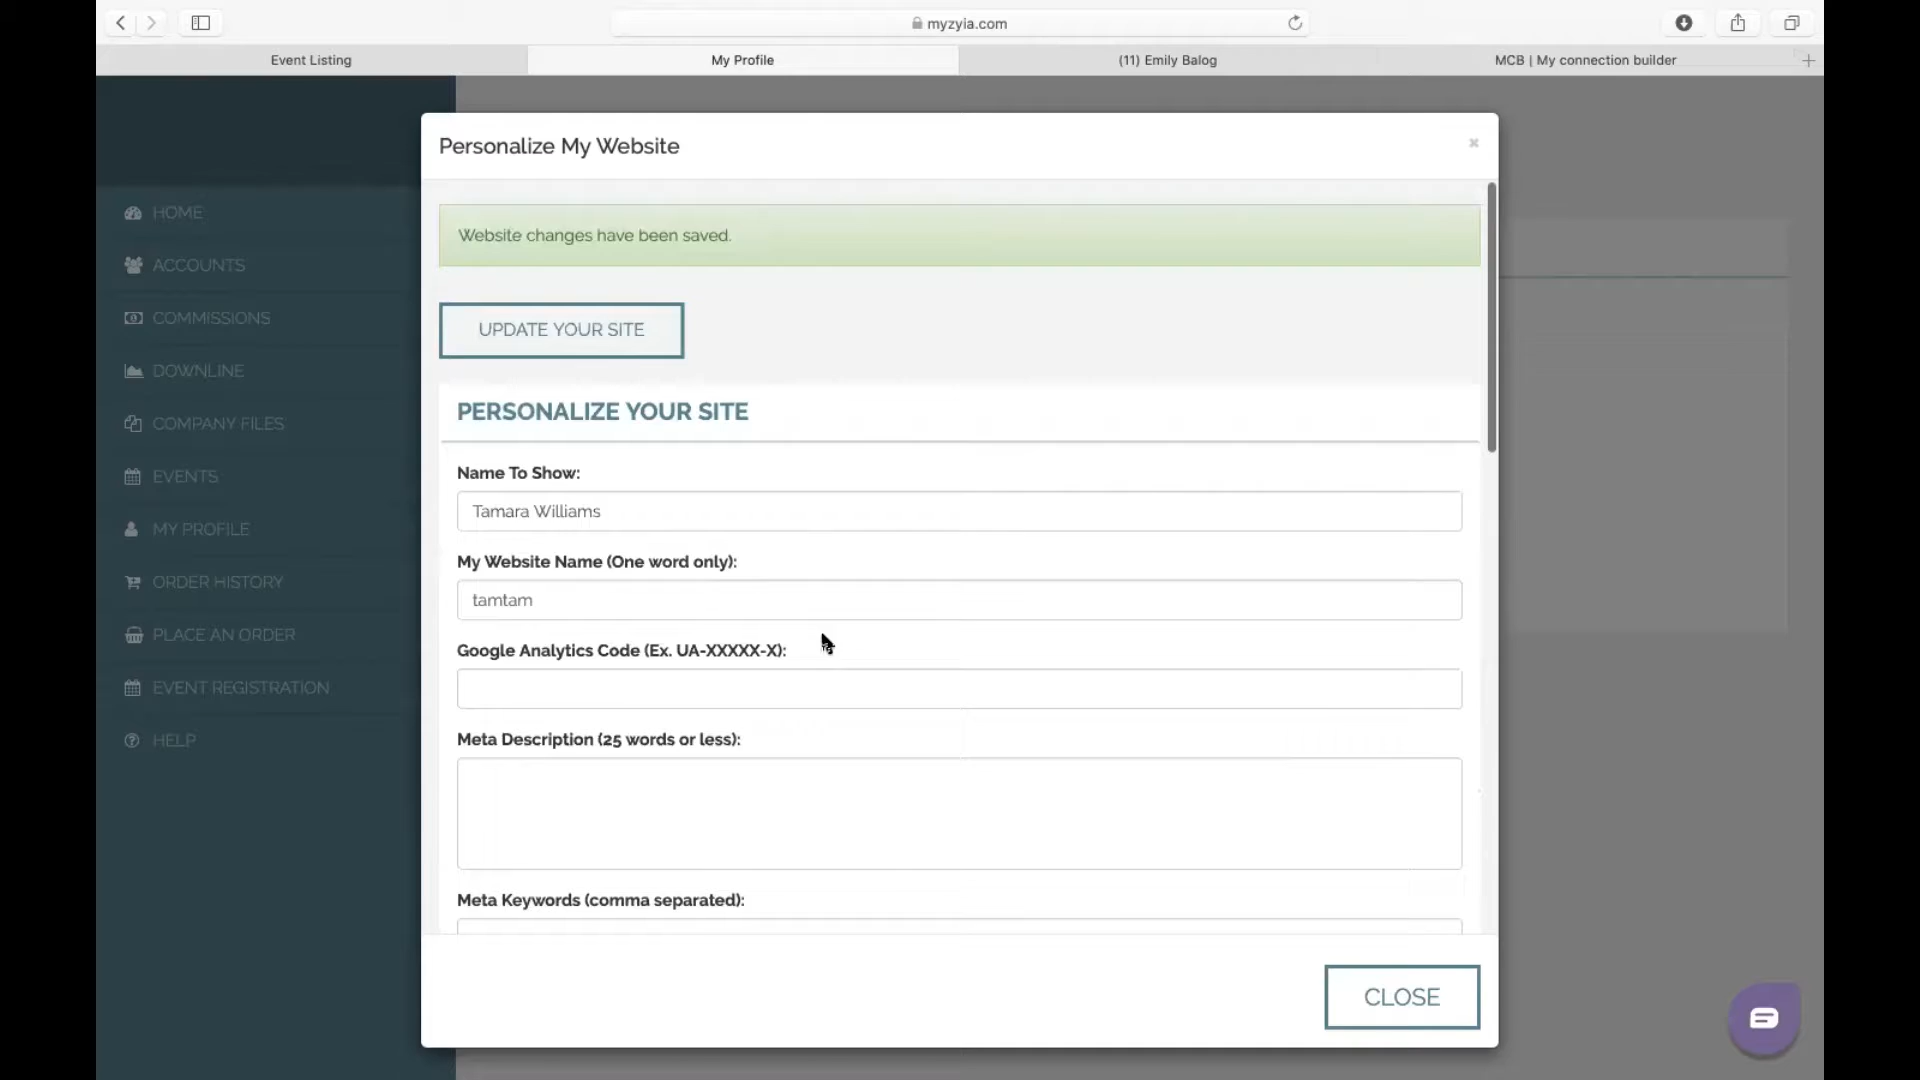 myzyia.com
Event Listing
My Profile
(11) Emily Balog
MCB | My connection builder
Personalize My Website
Website changes have been saved.
UPDATE YOUR SITE
PERSONALIZE YOUR SITE
Name To Show:
Tamara Williams
My Website Name (One word only):
tamtam
Google Analytics Code (Ex. UA-XXXXX-X):
Meta Description (25 words or less):
Meta Keywords (comma separated):
CLOSE
HOME
ACCOUNTS
COMMISSIONS
DOWNLINE
COMPANY FILES
EVENTS
MY PROFILE
ORDER HISTORY
PLACE AN ORDER
EVENT REGISTRATION
HELP